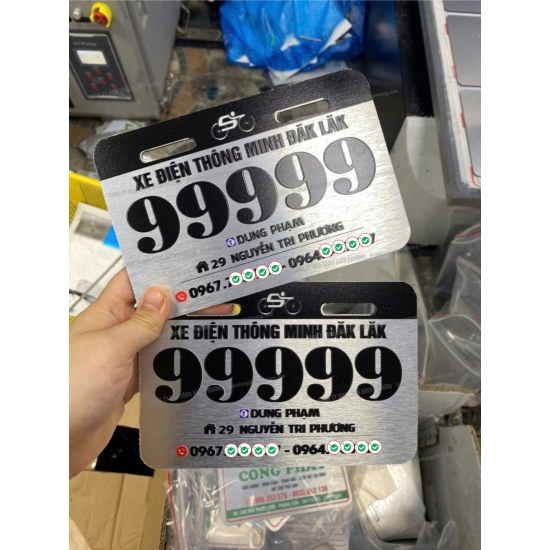 XE ĐIỆN THÔNG MINH ĐĂK LĂK
99999
DUNG PHẠM
29 NGUYỄN TRI PHƯƠNG
0967. - 0964.
XE ĐIỆN THÔNG MINH ĐĂK LĂK
99999
DUNG PHẠM
29 NGUYỄN TRI PHƯƠNG
0967 - 0964.
CÔNG PHÁT